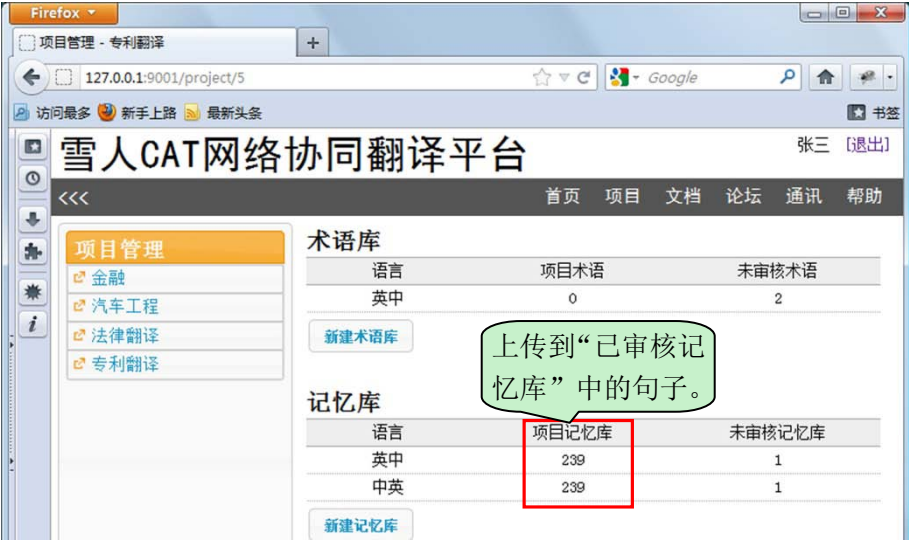 Firefox
项目管理 - 专利翻译
127.0.0.1:9001/project/5
Google
访问最多 新手上路 最新头条 书签
雪人CAT网络协同翻译平台
张三 [退出]
<<< 首页 项目 文档 论坛 通讯 帮助
项目管理
金融
汽车工程
法律翻译
专利翻译
术语库
语言 项目术语 未审核术语
英中 0 2
新建术语库
上传到“已审核记
忆库”中的句子。
记忆库
语言 项目记忆库 未审核记忆库
英中 239 1
中英 239 1
新建记忆库